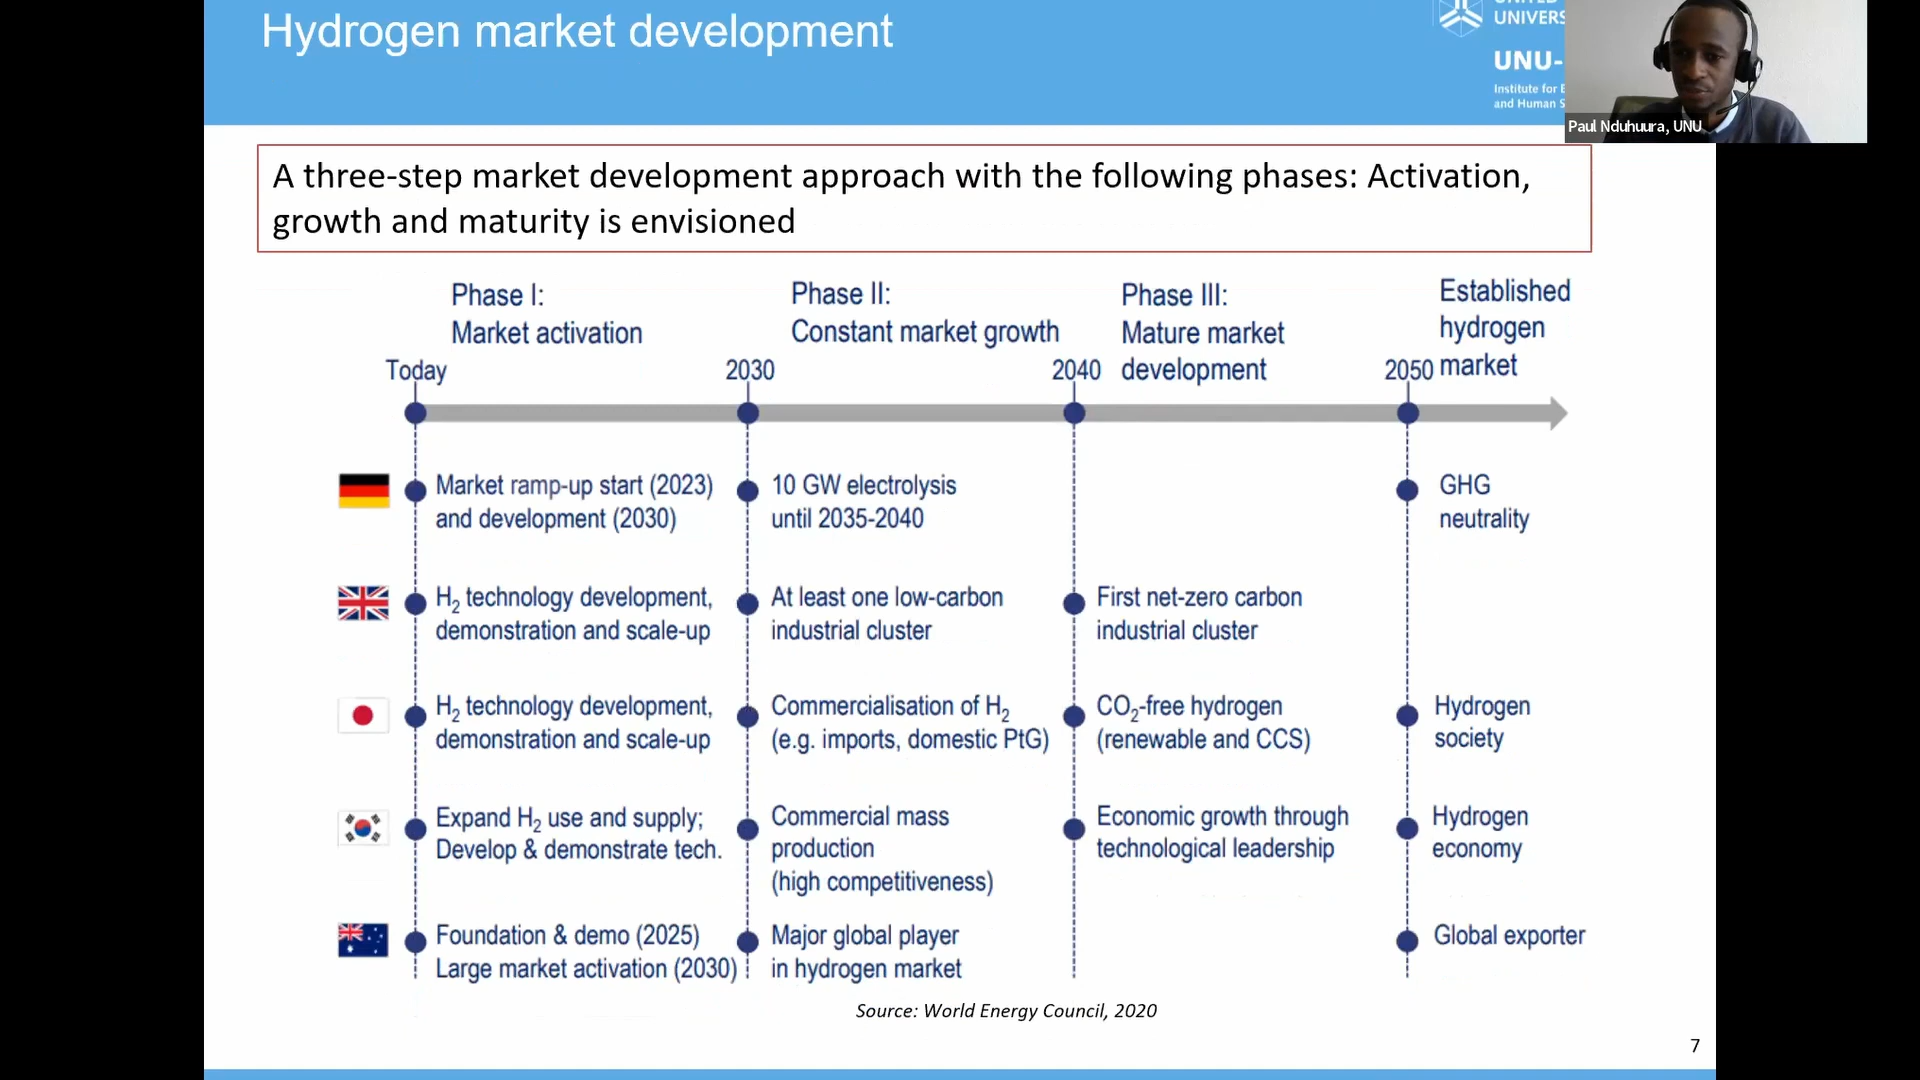 Hydrogen market development
UNIVERS
UNU-
Institute for E
and Human S
Paul Nduhuura, UNU
A three-step market development approach with the following phases: Activation,
growth and maturity is envisioned
Phase I:
Market activation
Phase II:
Constant market growth
Phase III:
Mature market
development
Established
hydrogen
market
Today
2030
2040
2050
Market ramp-up start (2023)
and development (2030)
10 GW electrolysis
until 2035-2040
GHG
neutrality
H₂ technology development,
demonstration and scale-up
At least one low-carbon
industrial cluster
First net-zero carbon
industrial cluster
H₂ technology development,
demonstration and scale-up
Commercialisation of H₂
(e.g. imports, domestic PtG)
CO₂-free hydrogen
(renewable and CCS)
Hydrogen
society
Expand H₂ use and supply;
Develop & demonstrate tech.
Commercial mass
production
(high competitiveness)
Economic growth through
technological leadership
Hydrogen
economy
Foundation & demo (2025)
Large market activation (2030)
Major global player
in hydrogen market
Global exporter
Source: World Energy Council, 2020
7